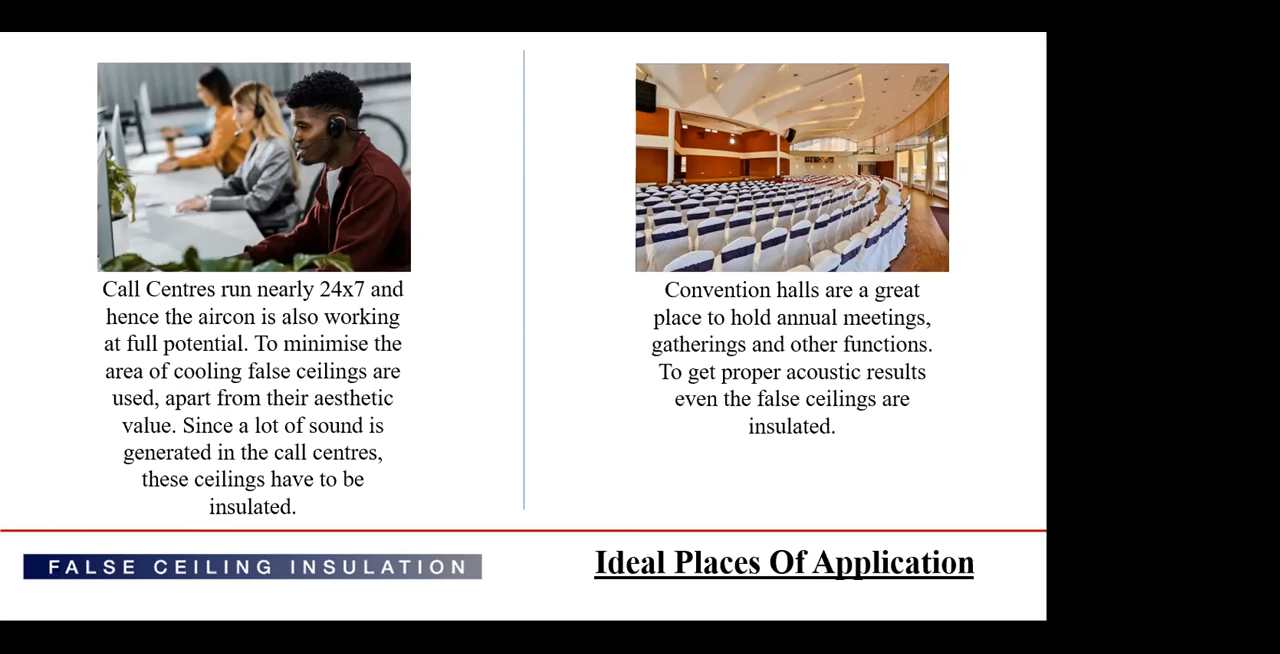 Call Centres run nearly 24x7 and
hence the aircon is also working
at full potential. To minimise the
area of cooling false ceilings are
used, apart from their aesthetic
value. Since a lot of sound is
generated in the call centres,
these ceilings have to be
insulated.
Convention halls are a great
place to hold annual meetings,
gatherings and other functions.
To get proper acoustic results
even the false ceilings are
insulated.
FALSE CEILING INSULATION
Ideal Places Of Application